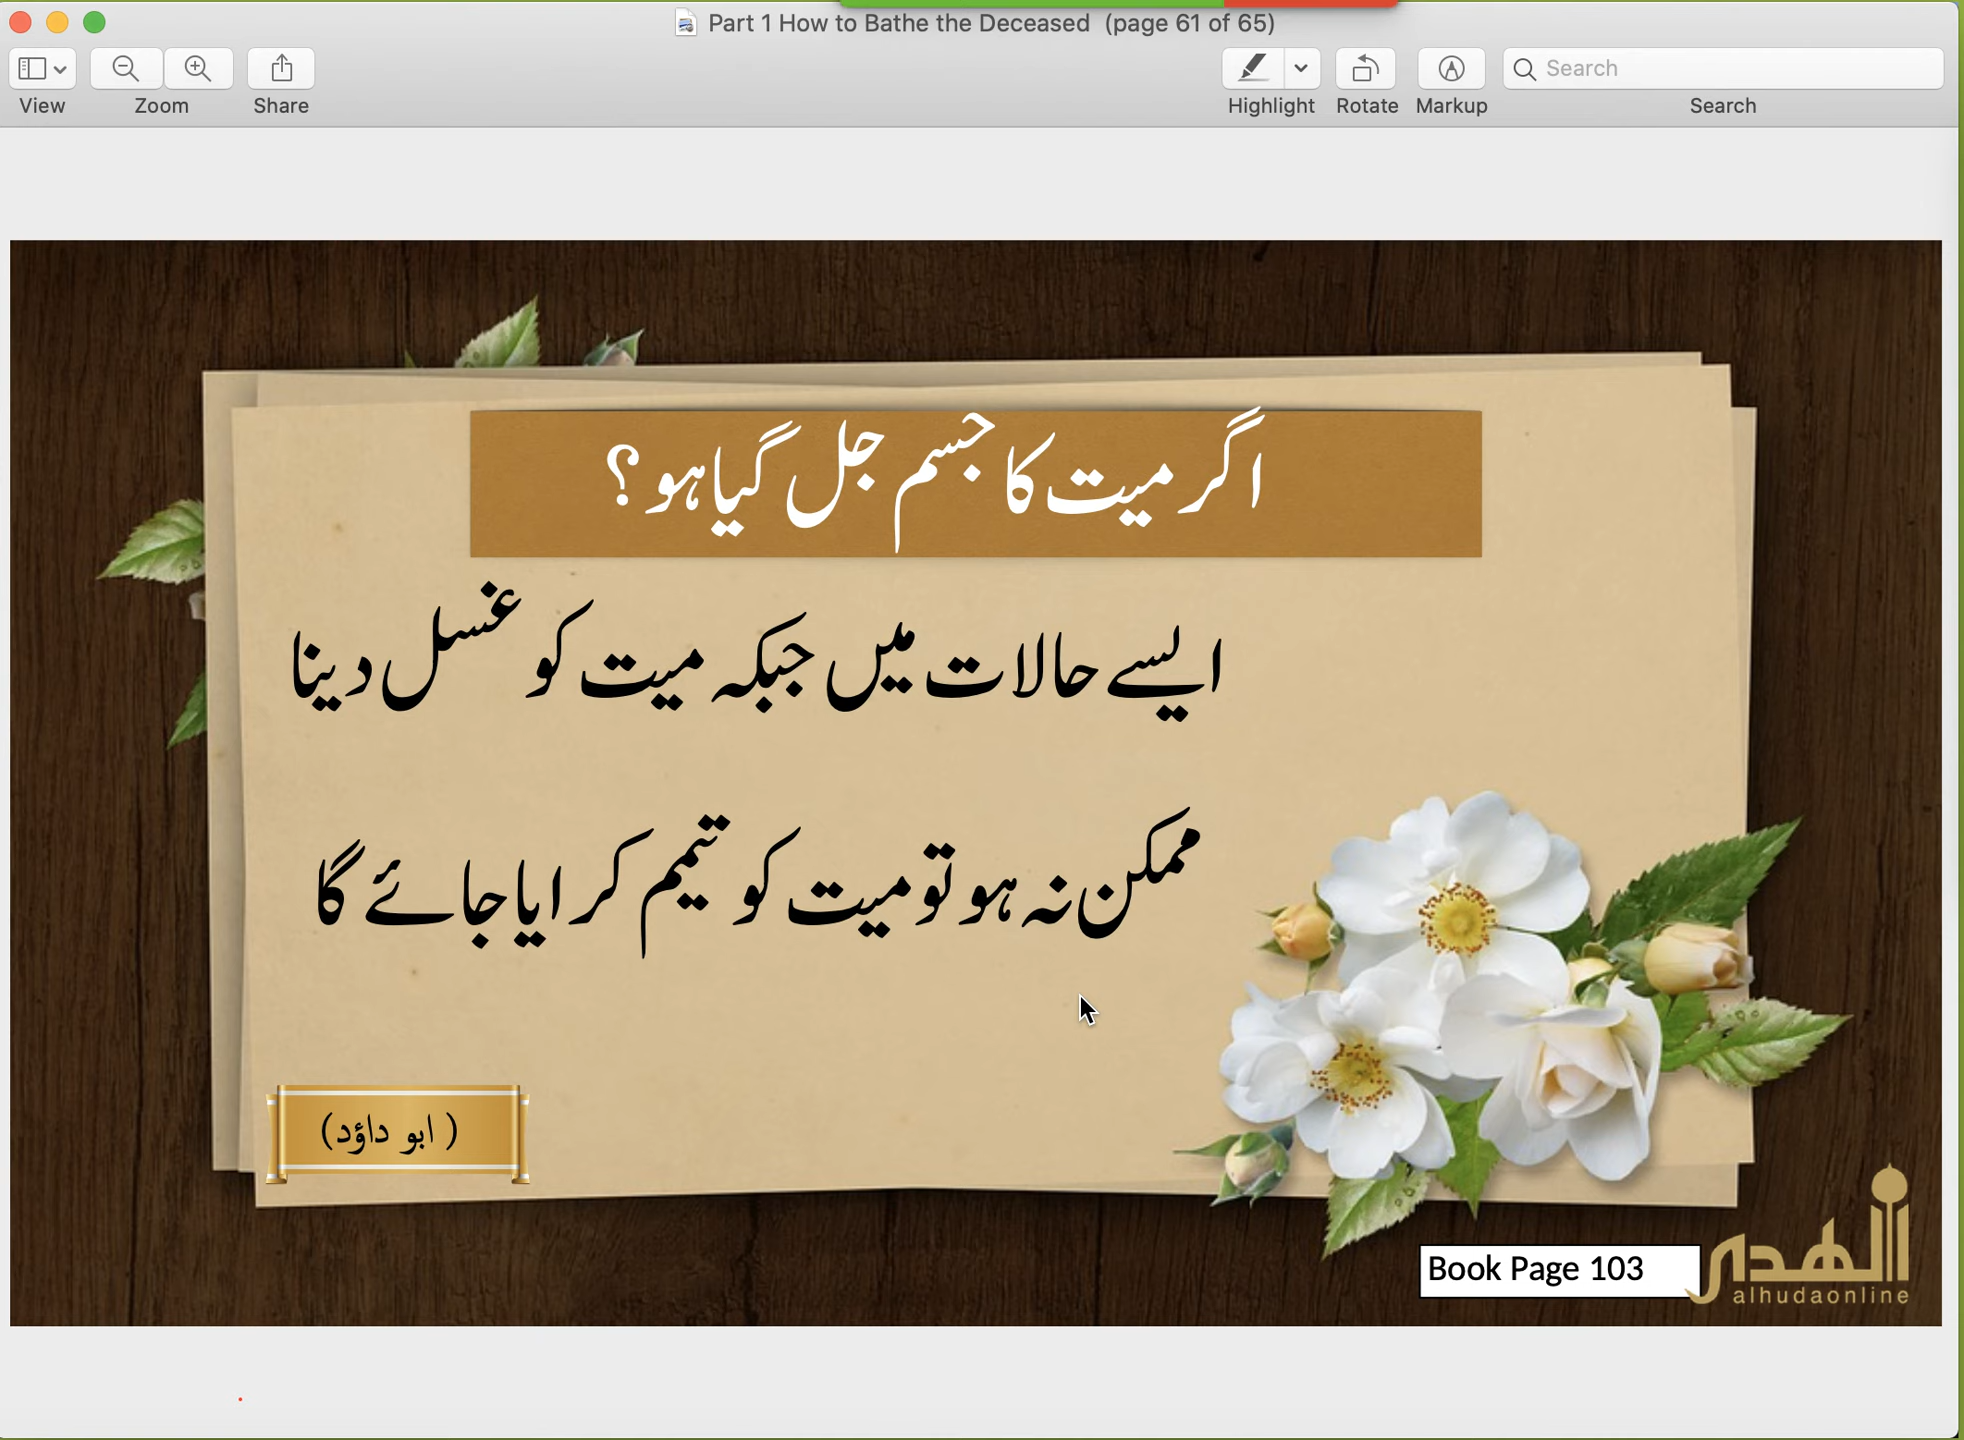 Part 1 How to Bathe the Deceased (page 61 of 65)
View
Zoom
Share
Highlight
Rotate
Markup
Search
Search
اگر میت کا جسم جل گیا ہو؟
ایسے حالات میں جبکہ میت کو غسل دینا
ممکن نہ ہو تو میت کو تیمم کرایا جائے گا
( ابو داؤد)
Book Page 103
الهدى
alhudaonline